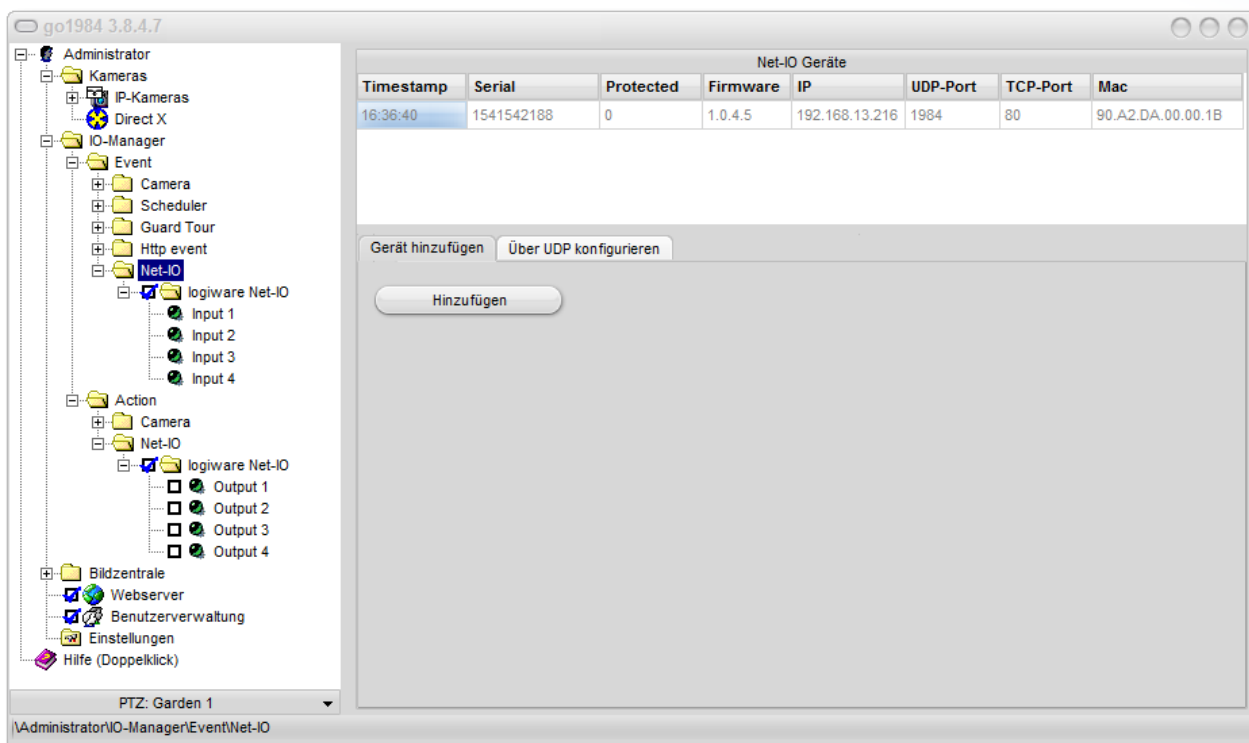 go1984 3.8.4.7
Administrator
Kameras
IP-Kameras
Direct X
IO-Manager
Event
Camera
Scheduler
Guard Tour
Http event
Net-IO
logiware Net-IO
Input 1
Input 2
Input 3
Input 4
Action
Camera
Net-IO
logiware Net-IO
Output 1
Output 2
Output 3
Output 4
Bildzentrale
Webserver
Benutzerverwaltung
Einstellungen
Hilfe (Doppelklick)
PTZ: Garden 1
Net-IO Geräte
Timestamp Serial Protected Firmware IP UDP-Port TCP-Port Mac
16:36:40 1541542188 0 1.0.4.5 192.168.13.216 1984 80 90.A2.DA.00.00.1B
Gerät hinzufügen Über UDP konfigurieren
Hinzufügen
\Administrator\IO-Manager\Event\Net-IO